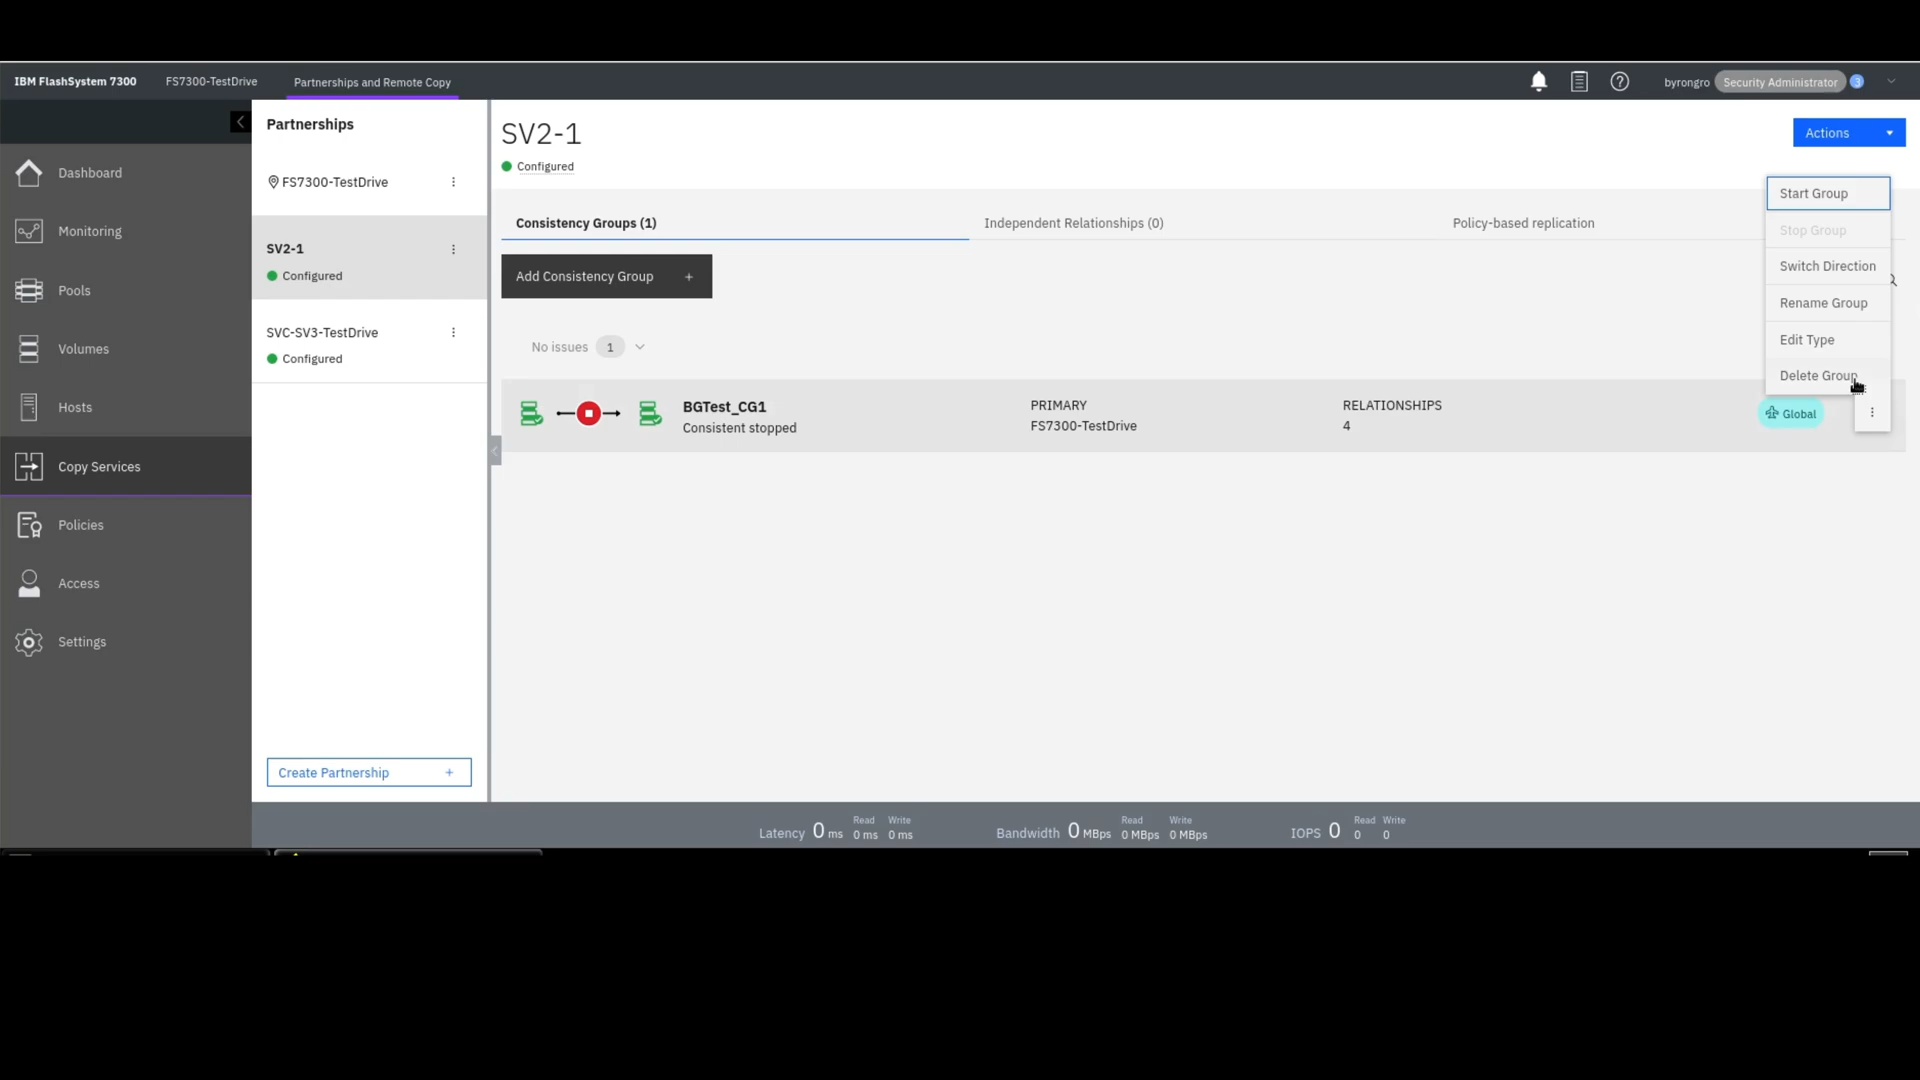 IBM FlashSystem 7300
FS7300-TestDrive
Partnerships and Remote Copy
byrongro
Security Administrator
3
Dashboard
Monitoring
Pools
Volumes
Hosts
Copy Services
Policies
Access
Settings
Partnerships
FS7300-TestDrive
SV2-1
Configured
SVC-SV3-TestDrive
Configured
Create Partnership +
SV2-1
Configured
Actions
Consistency Groups (1)
Independent Relationships (0)
Policy-based replication
Add Consistency Group +
No issues 1
BGTest_CG1
Consistent stopped
PRIMARY
FS7300-TestDrive
RELATIONSHIPS
4
Global
Start Group
Stop Group
Switch Direction
Rename Group
Edit Type
Delete Group
Latency 0 ms
Read
0 ms
Write
0 ms
Bandwidth 0 MBps
Read
0 MBps
Write
0 MBps
IOPS 0
Read
0
Write
0